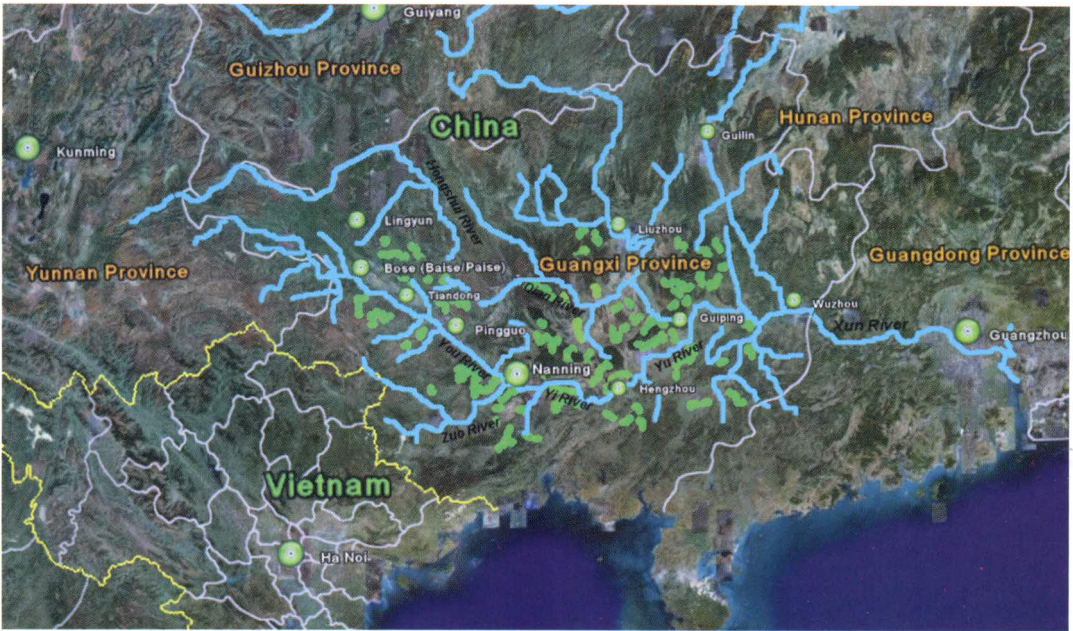 Guiyang
Guizhou Province
China
Hunan Province
Guilin
Kunming
Hongshui River
Lingyun
Liuzhou
Yunnan Province
Bose (Baise/Paise)
Guangxi Province
Guangdong Province
Tiandong
Qian River
Wuzhou
Pingguo
Guiping
Xun River
Guangzhou
You River
Nanning
Yu River
Yi River
Hengzhou
Zuo River
Vietnam
Ha Noi